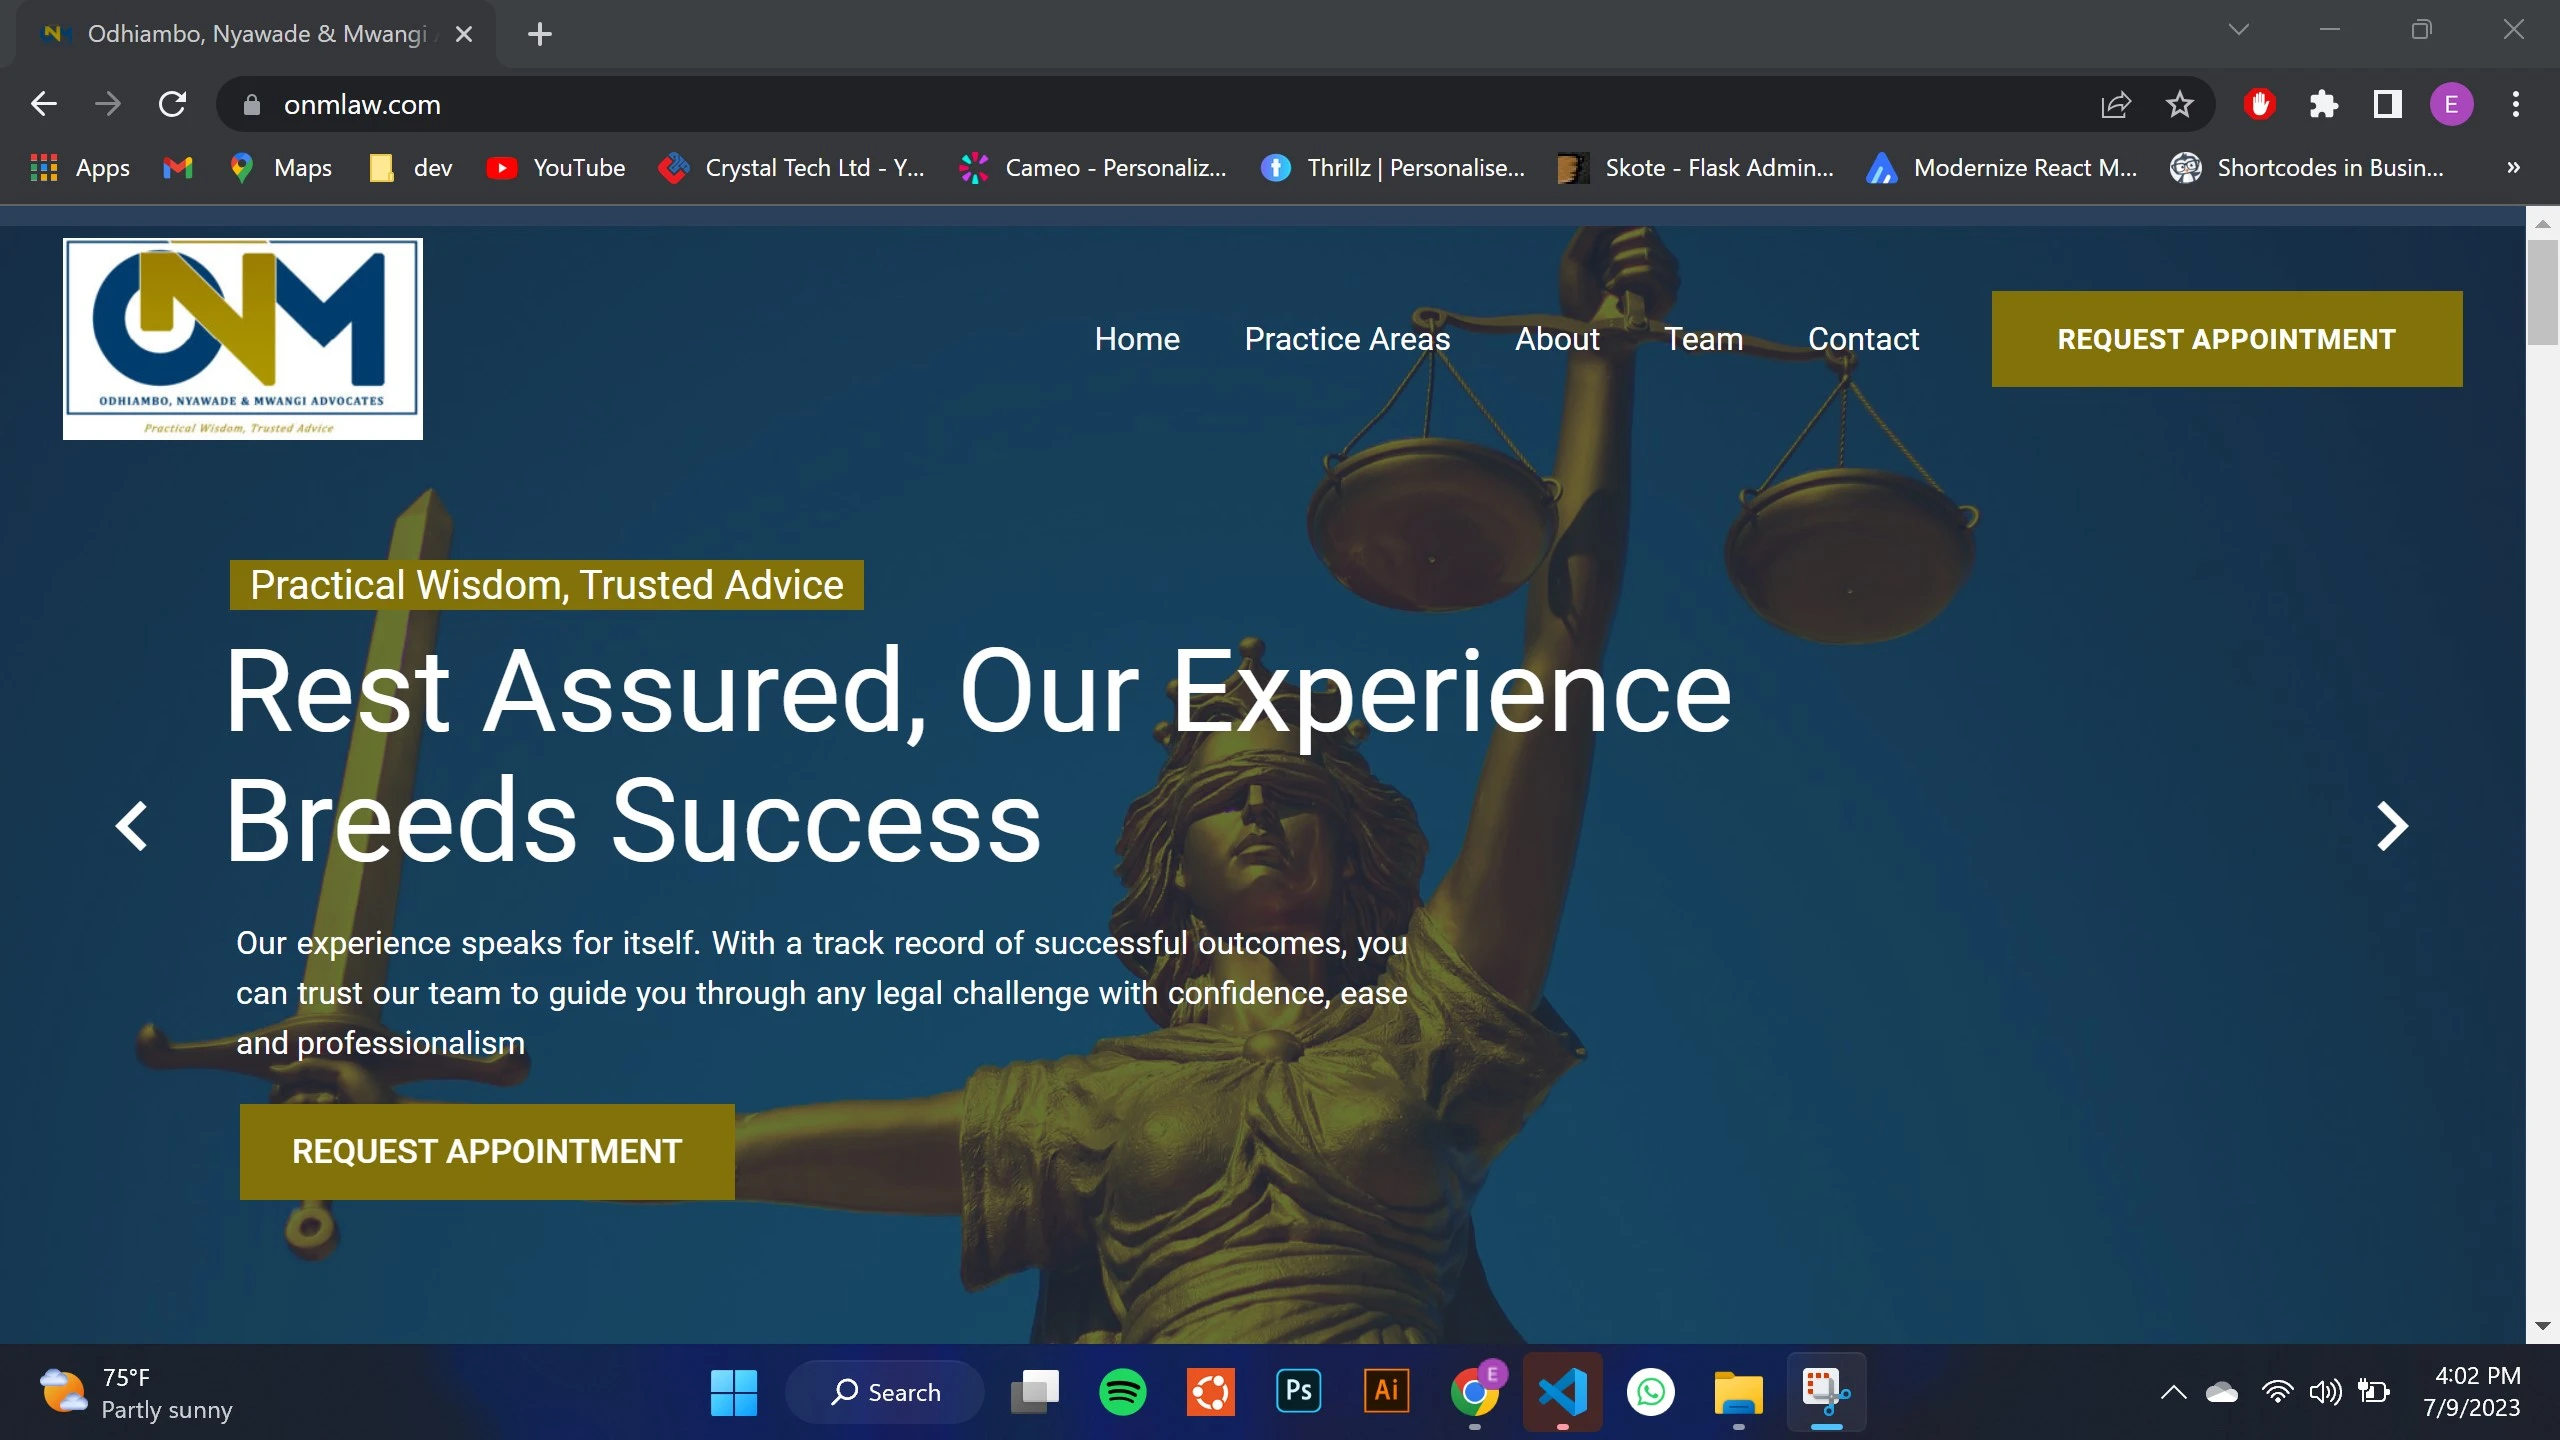 Odhiambo, Nyawade & Mwangi
onmlaw.com
E
Apps
Maps
dev
YouTube
Crystal Tech Ltd - Y...
Cameo - Personaliz...
Thrillz | Personalise...
Skote - Flask Admin...
Modernize React M...
Shortcodes in Busin...
»
ONM
ODHIAMBO, NYAWADE & MWANGI ADVOCATES
Practical Wisdom, Trusted Advice
Home
Practice Areas
About
Team
Contact
REQUEST APPOINTMENT
Practical Wisdom, Trusted Advice
Rest Assured, Our Experience
Breeds Success
Our experience speaks for itself. With a track record of successful outcomes, you
can trust our team to guide you through any legal challenge with confidence, ease
and professionalism
REQUEST APPOINTMENT
75°F
Partly sunny
Search
Ps
Ai
E
4:02 PM
7/9/2023